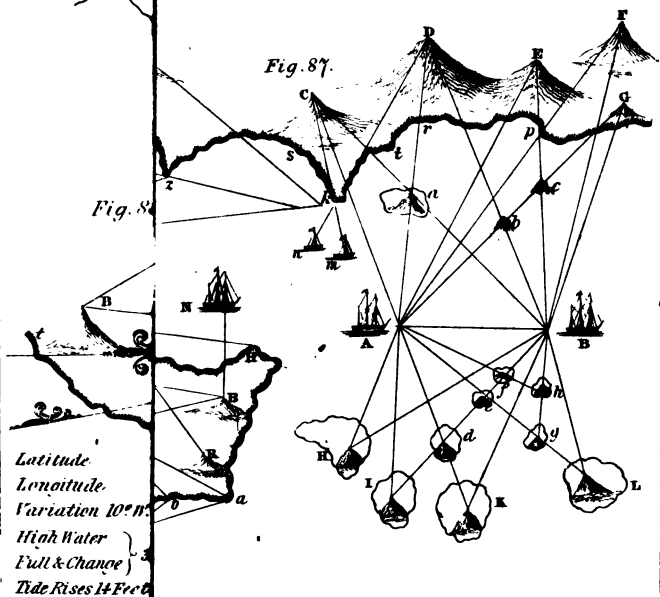 D
F
E
Fig. 87.
C
G
s
t
r
p
z
k
a
c
Fig. 8
b
n
m
B
N
A
B
t
H
B
f
e
h
R
d
g
H
Latitude
I
K
L
Longitude
b
a
Variation 10° W.
High Water
Full & Change
Tide Rises 14 Feet